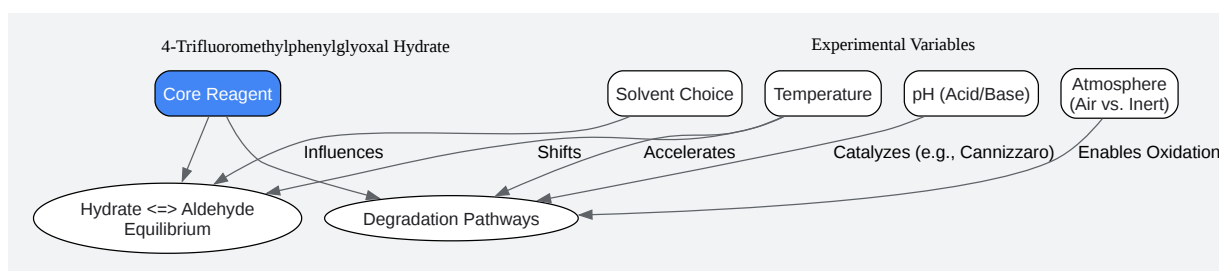 4-Trifluoromethylphenylglyoxal Hydrate
Experimental Variables
Core Reagent
Solvent Choice
Temperature
pH (Acid/Base)
Atmosphere
(Air vs. Inert)
Influences
Shifts
Accelerates
Catalyzes (e.g., Cannizzaro)
Enables Oxidation
Hydrate <=> Aldehyde
Equilibrium
Degradation Pathways